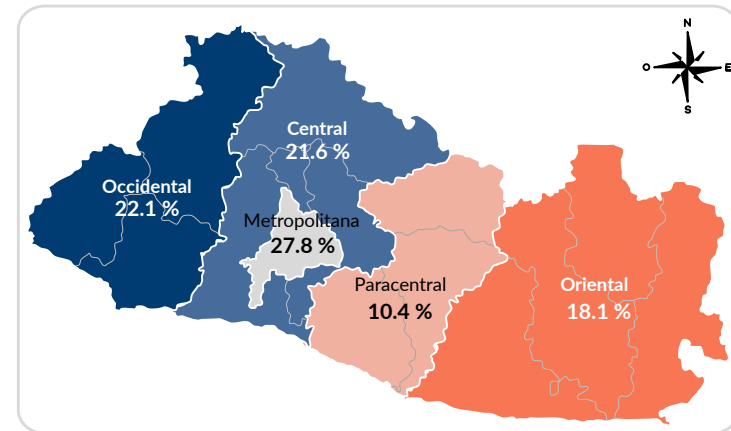 N
O
E
S
Central
21.6 %
Occidental
22.1 %
Metropolitana
27.8 %
Paracentral
10.4 %
Oriental
18.1 %